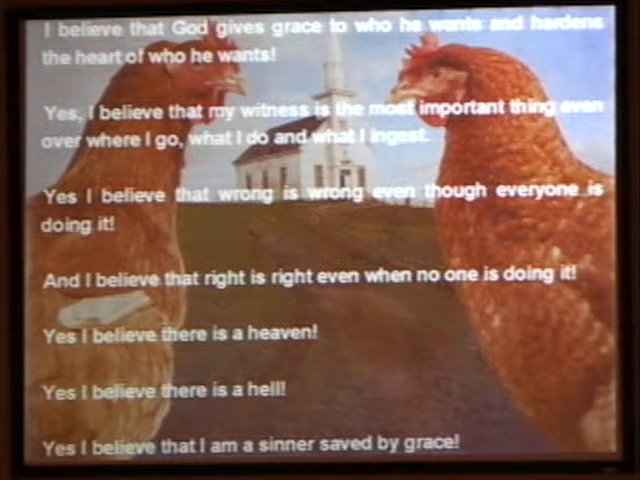 I believe that God gives grace to who he wants and hardens
the heart of who he wants!
Yes, I believe that my witness is the most important thing even
over where I go, what I do and what I ingest.
Yes I believe that wrong is wrong even though everyone is
doing it!
And I believe that right is right even when no one is doing it!
Yes I believe there is a heaven!
Yes I believe there is a hell!
Yes I believe that I am a sinner saved by grace!